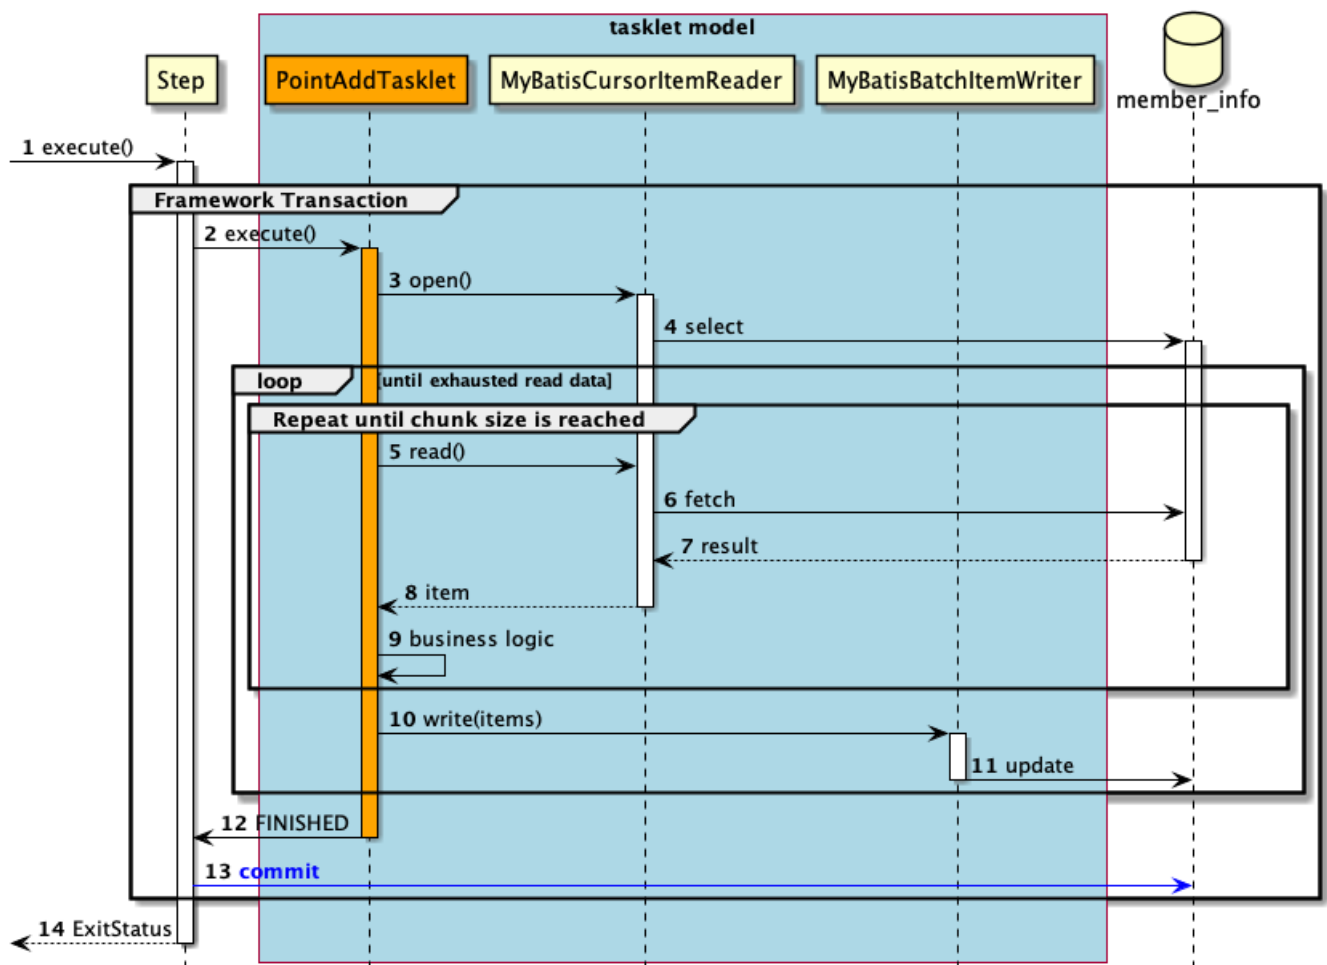 tasklet model
Step
PointAddTasklet
MyBatisCursorItemReader
MyBatisBatchItemWriter
member_info
1 execute()
Framework Transaction
2 execute()
3 open()
4 select
loop
[until exhausted read data]
Repeat until chunk size is reached
5 read()
6 fetch
7 result
8 item
9 business logic
10 write(items)
11 update
12 FINISHED
13 commit
14 ExitStatus